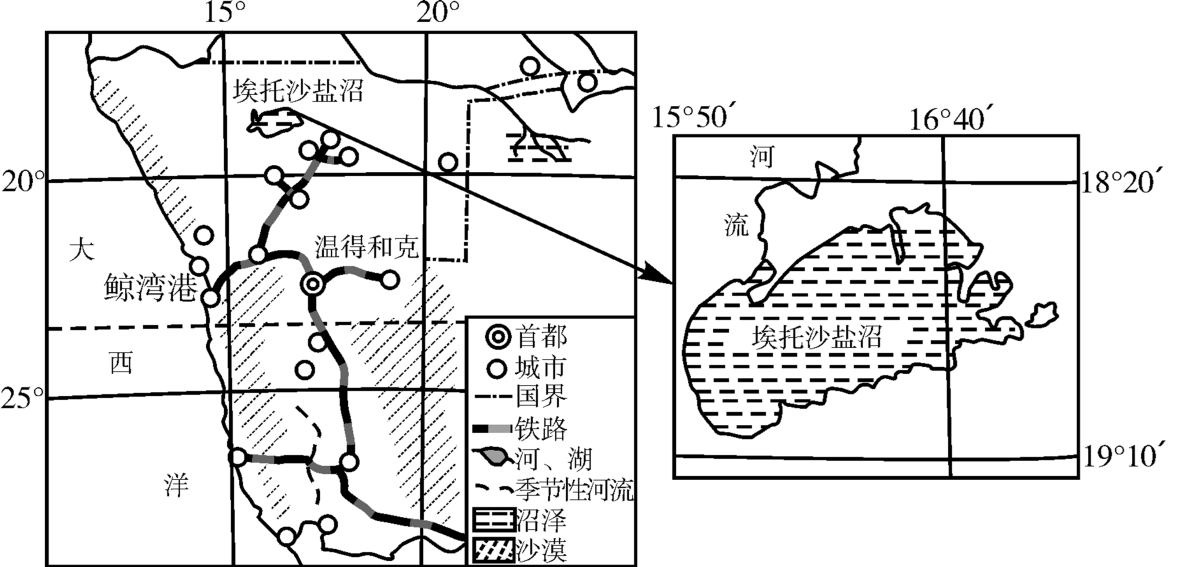 15°
20°
埃托沙盐沼
20°
大
温得和克
鲸湾港
西
25°
洋
首都
城市
国界
铁路
河、湖
季节性河流
沼泽
沙漠
15°50′
16°40′
河
18°20′
流
埃托沙盐沼
19°10′